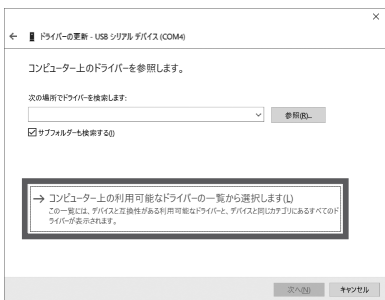 ドライバーの更新 - USB シリアル デバイス (COM4)
コンピューター上のドライバーを参照します。
次の場所でドライバーを検索します:
参照(R)...
サブフォルダーも検索する(I)
コンピューター上の利用可能なドライバーの一覧から選択します(L)
この一覧には、デバイスと互換性がある利用可能なドライバーと、デバイスと同じカテゴリにあるすべてのド
ライバーが表示されます。
次へ(N)
キャンセル